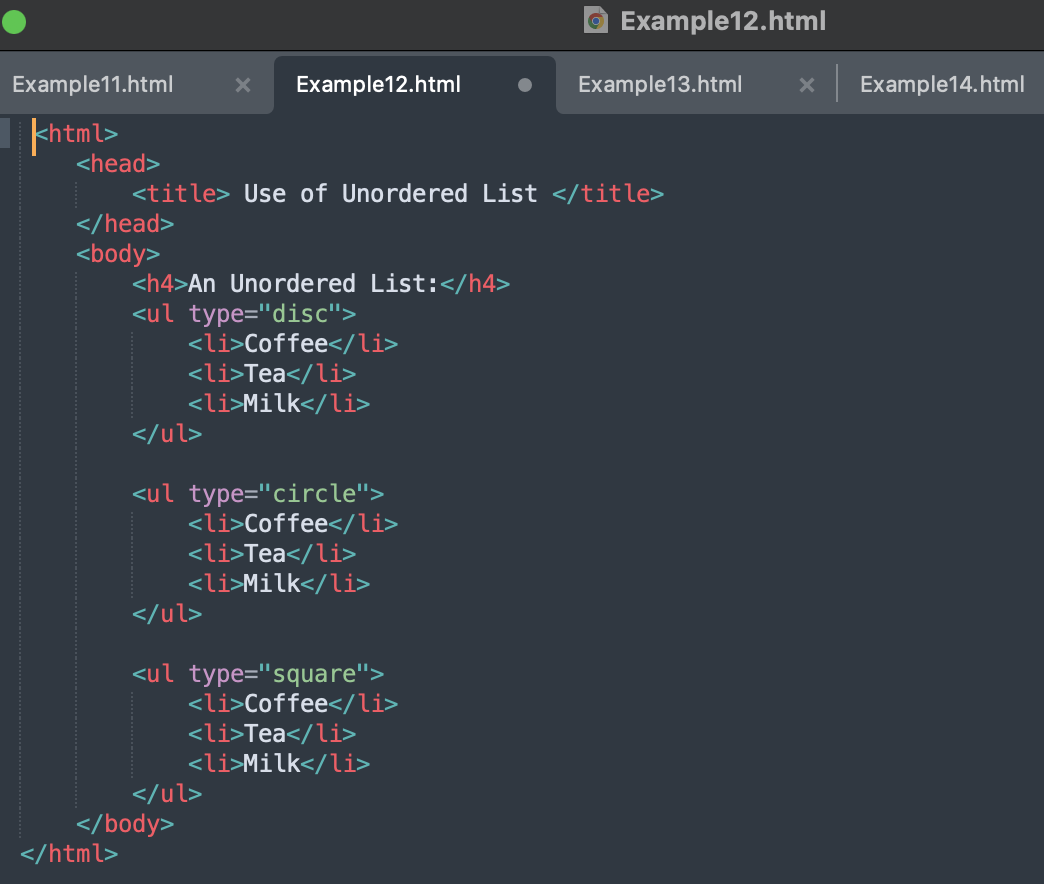 Example12.html
Example11.html × Example12.html Example13.html × Example14.html
<html>
<head>
<title> Use of Unordered List </title>
</head>
<body>
<h4>An Unordered List:</h4>
<ul type="disc">
<li>Coffee</li>
<li>Tea</li>
<li>Milk</li>
</ul>
<ul type="circle">
<li>Coffee</li>
<li>Tea</li>
<li>Milk</li>
</ul>
<ul type="square">
<li>Coffee</li>
<li>Tea</li>
<li>Milk</li>
</ul>
</body>
</html>